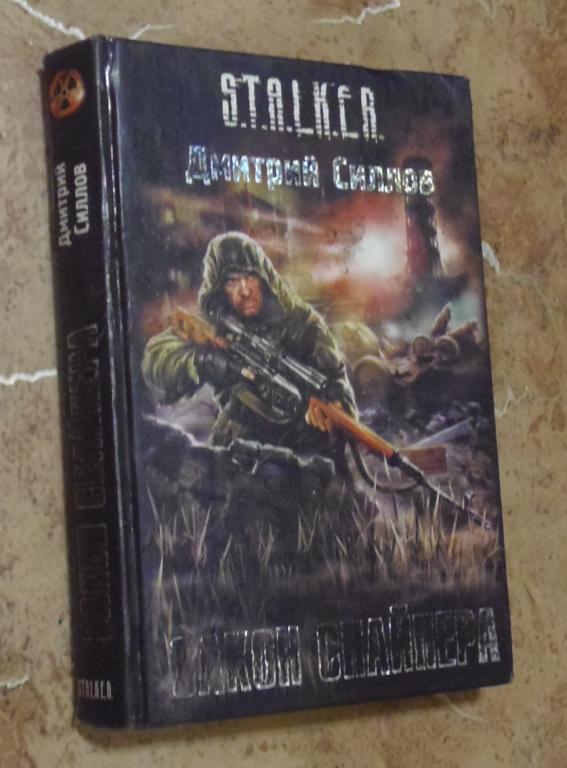 S.T.A.L.K.E.R.
Дмитрий Силлов
ЗАКОН СНАЙПЕРА
Дмитрий
Силлов
ЗАКОН СНАЙПЕРА
S.T.A.L.K.E.R.